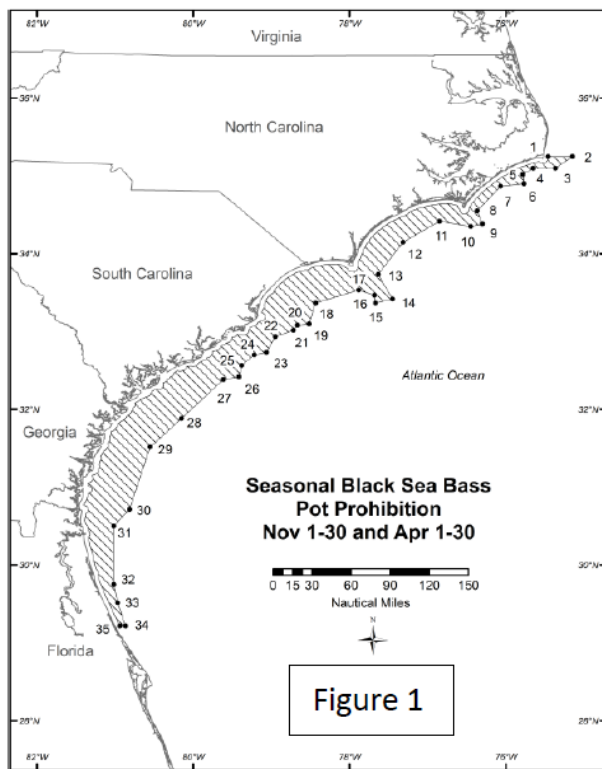 82°W 80°W 78°W 76°W
Virginia
36°N 36°N
North Carolina
1 2
5 4 3
7 6
8
10 9
11
34°N 34°N
12
South Carolina
13
17
18 16 14
15
20
22 21 19
24
25 23
26
27
Atlantic Ocean
32°N 32°N
28
Georgia
29
Seasonal Black Sea Bass
Pot Prohibition
Nov 1-30 and Apr 1-30
30
31
30°N 30°N
0 15 30 60 90 120 150
Nautical Miles
32
33
N
35 34
Florida
Figure 1
28°N 28°N
82°W 80°W 78°W 76°W